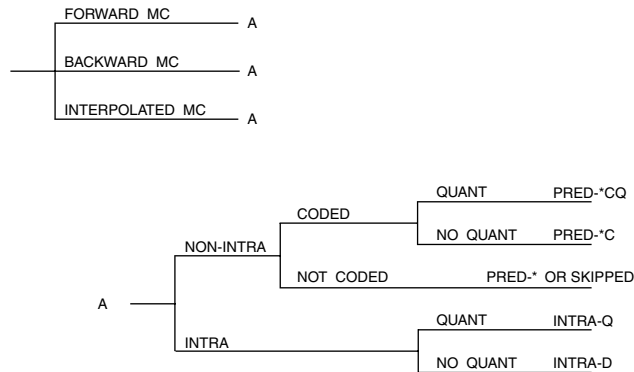 FORWARD MC A
BACKWARD MC A
INTERPOLATED MC A
QUANT PRED-*CQ
CODED
NO QUANT PRED-*C
NON-INTRA
NOT CODED PRED-* OR SKIPPED
A
QUANT INTRA-Q
INTRA
NO QUANT INTRA-D